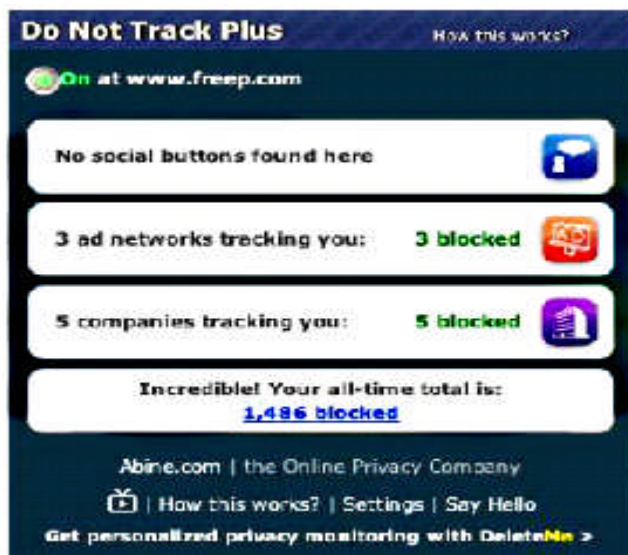 Do Not Track Plus How this works?
On at www.freep.com
No social buttons found here
3 ad networks tracking you: 3 blocked
AD
5 companies tracking you: 5 blocked
Incredible! Your all-time total is:
1,486 blocked
Abine.com | the Online Privacy Company
| How this works? | Settings | Say Hello
Get personalized privacy monitoring with DeleteMe >